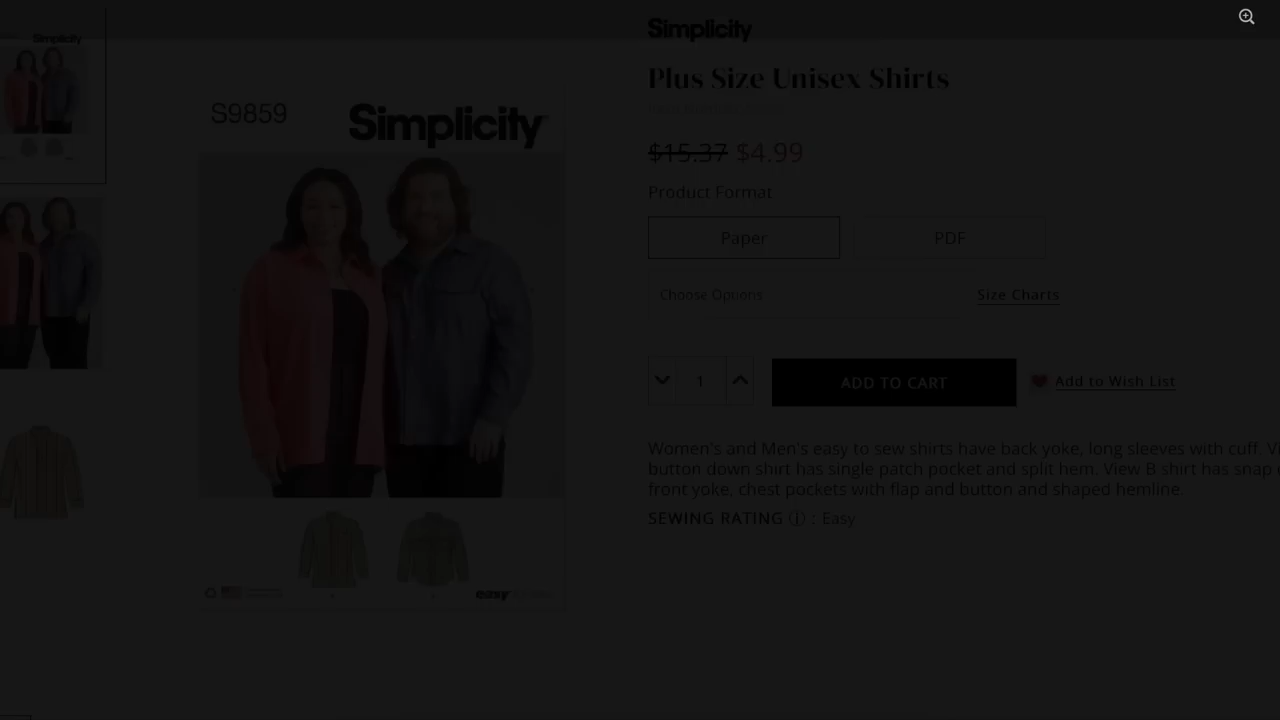 Simplicity
Simplicity
Plus Size Unisex Shirts
S9859
Simplicity
$15.37 $4.99
Product Format
Paper
PDF
Choose Options
Size Charts
1
ADD TO CART
Add to Wish List
Women's and Men's easy to sew shirts have back yoke, long sleeves with cuff.
button down shirt has single patch pocket and split hem. View B shirt has snap
front yoke, chest pockets with flap and button and shaped hemline.
SEWING RATING ⓘ : Easy
easy